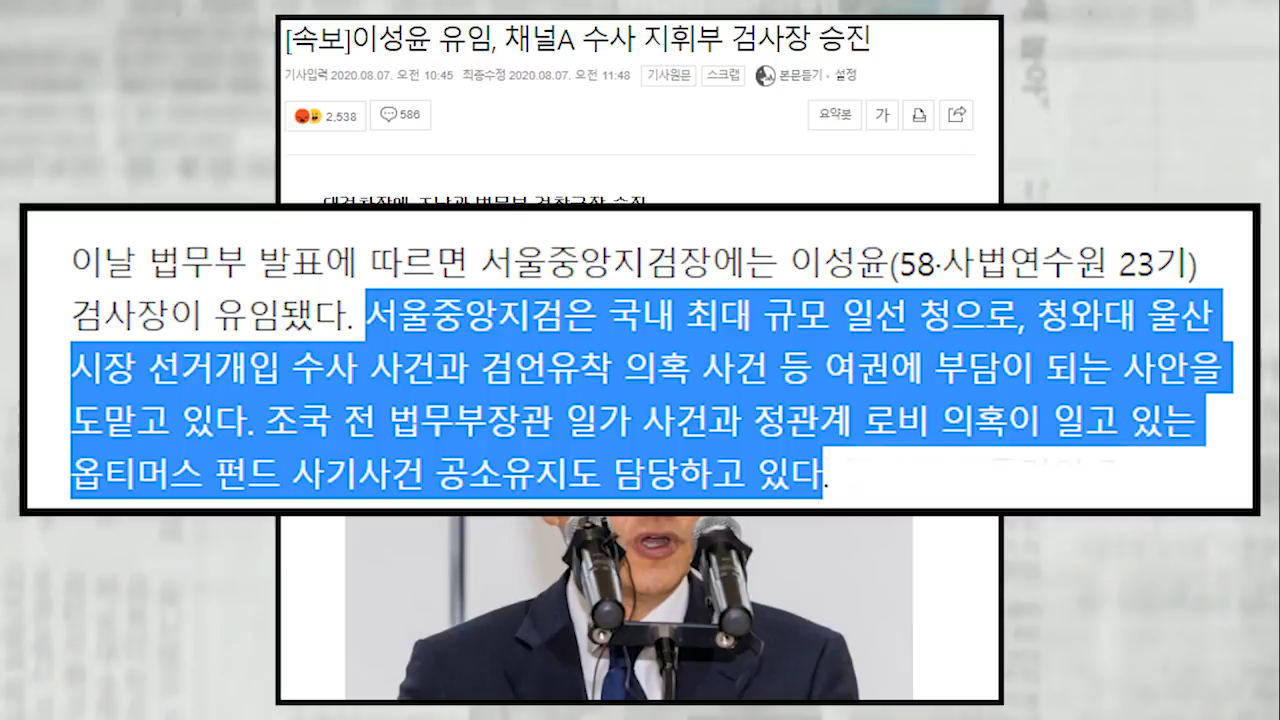 [속보]이성윤 유임, 채널A 수사 지휘부 검사장 승진
기사입력 2020.08.07. 오전 10:45 최종수정 2020.08.07. 오전 11:48 기사원문 스크랩 본문듣기 · 설정
2,538 586 요약봇 가
이날 법무부 발표에 따르면 서울중앙지검장에는 이성윤(58·사법연수원 23기)
검사장이 유임됐다. 서울중앙지검은 국내 최대 규모 일선 청으로, 청와대 울산
시장 선거개입 수사 사건과 검언유착 의혹 사건 등 여권에 부담이 되는 사안을
도맡고 있다. 조국 전 법무부장관 일가 사건과 정관계 로비 의혹이 일고 있는
옵티머스 펀드 사기사건 공소유지도 담당하고 있다.